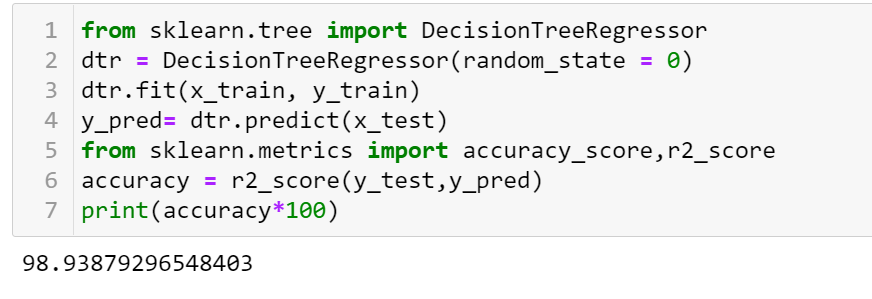 1 from sklearn.tree import DecisionTreeRegressor
2 dtr = DecisionTreeRegressor(random_state = 0)
3 dtr.fit(x_train, y_train)
4 y_pred= dtr.predict(x_test)
5 from sklearn.metrics import accuracy_score,r2_score
6 accuracy = r2_score(y_test,y_pred)
7 print(accuracy*100)
98.93879296548403